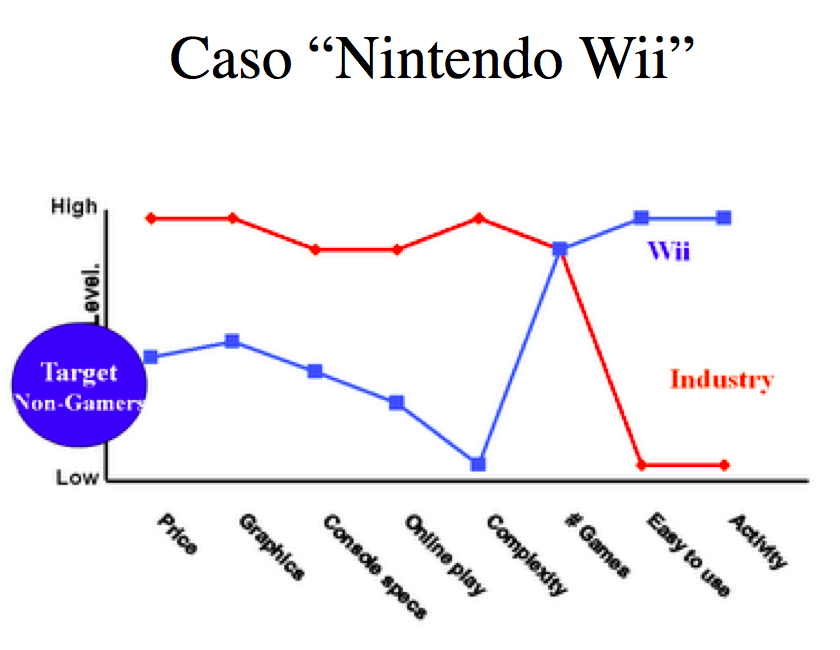 Caso “Nintendo Wii”
High
Level.
Wii
Target
Non-Gamers
Industry
Low
Price
Graphics
Console specs
Online play
Complexity
# Games
Easy to use
Activity